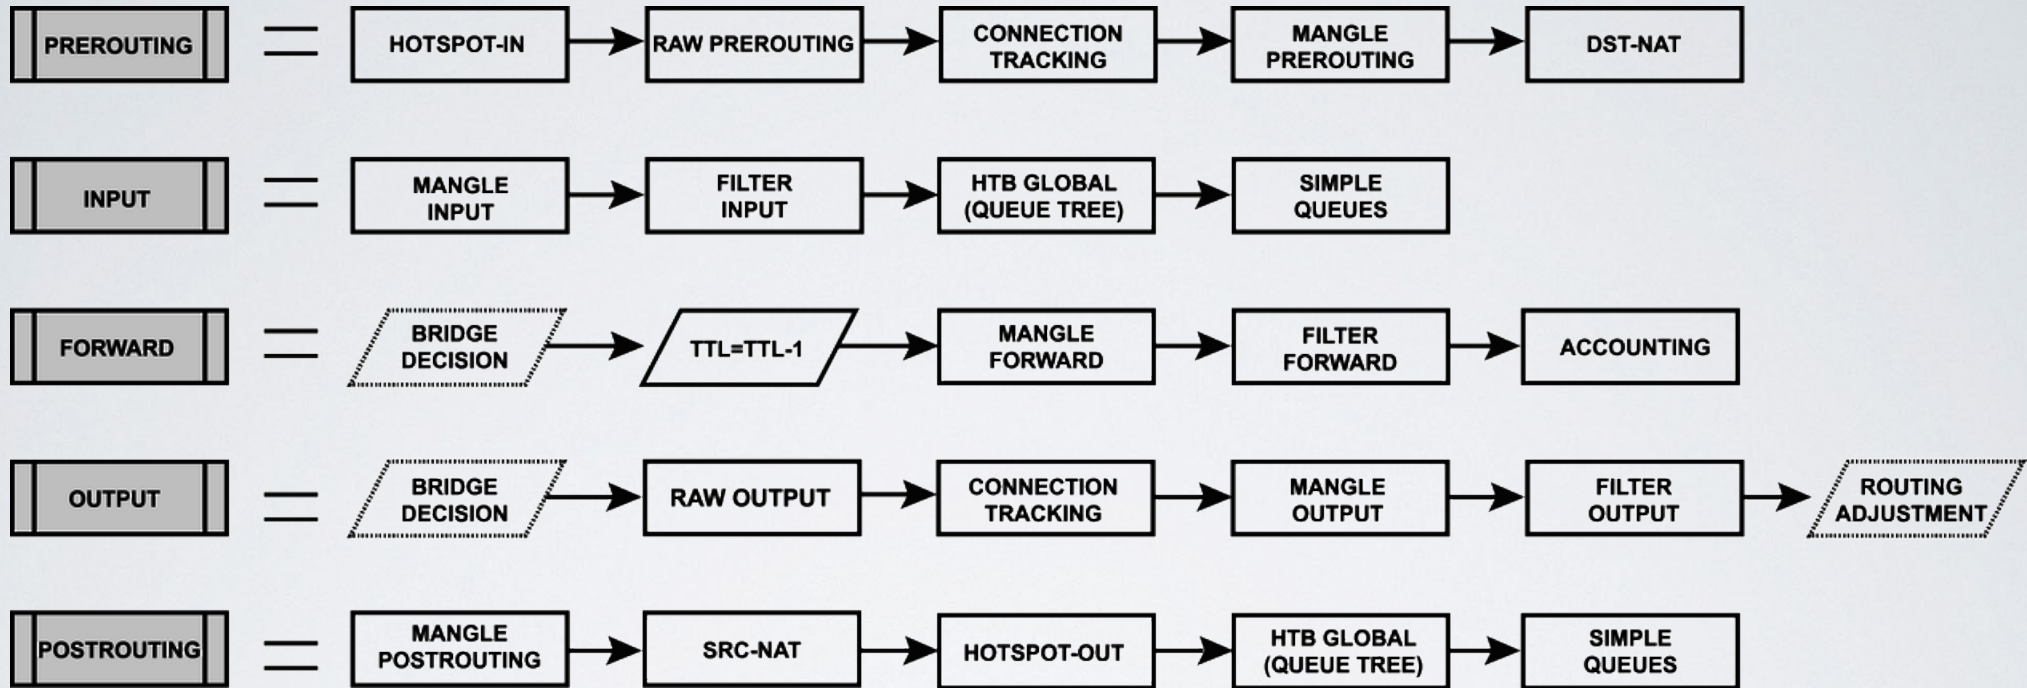 PREROUTING
HOTSPOT-IN
RAW PREROUTING
CONNECTION
TRACKING
MANGLE
PREROUTING
DST-NAT
INPUT
MANGLE
INPUT
FILTER
INPUT
HTB GLOBAL
(QUEUE TREE)
SIMPLE
QUEUES
FORWARD
BRIDGE
DECISION
TTL=TTL-1
MANGLE
FORWARD
FILTER
FORWARD
ACCOUNTING
OUTPUT
BRIDGE
DECISION
RAW OUTPUT
CONNECTION
TRACKING
MANGLE
OUTPUT
FILTER
OUTPUT
ROUTING
ADJUSTMENT
POSTROUTING
MANGLE
POSTROUTING
SRC-NAT
HOTSPOT-OUT
HTB GLOBAL
(QUEUE TREE)
SIMPLE
QUEUES